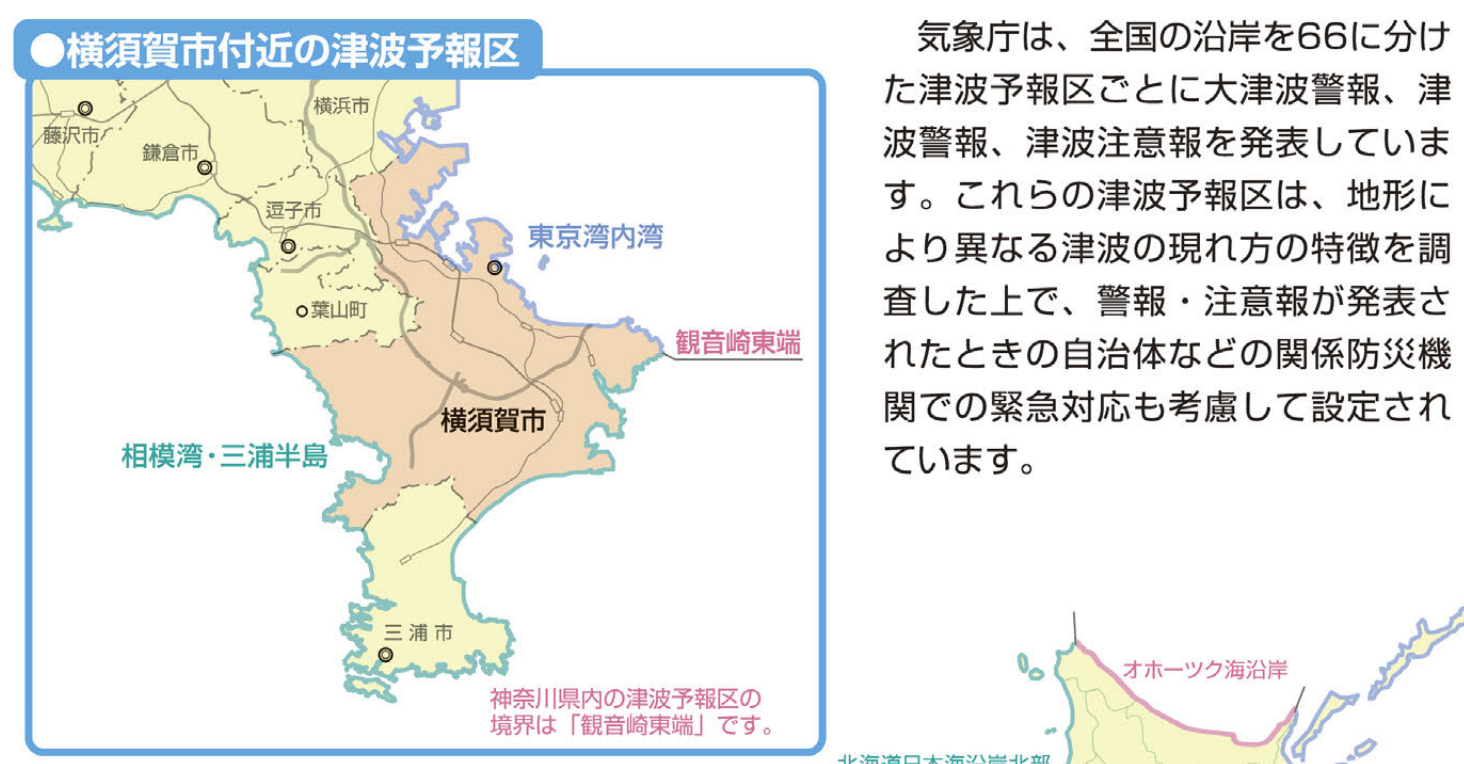 ●横須賀市付近の津波予報区
横浜市
藤沢市
鎌倉市
逗子市
東京湾内湾
葉山町
観音崎東端
横須賀市
相模湾・三浦半島
三浦市
神奈川県内の津波予報区の
境界は「観音崎東端」です。
気象庁は、全国の沿岸を66に分け
た津波予報区ごとに大津波警報、津
波警報、津波注意報を発表していま
す。これらの津波予報区は、地形に
より異なる津波の現れ方の特徴を調
査した上で、警報・注意報が発表さ
れたときの自治体などの関係防災機
関での緊急対応も考慮して設定され
ています。
オホーツク海沿岸
北海道日本海沿岸北部